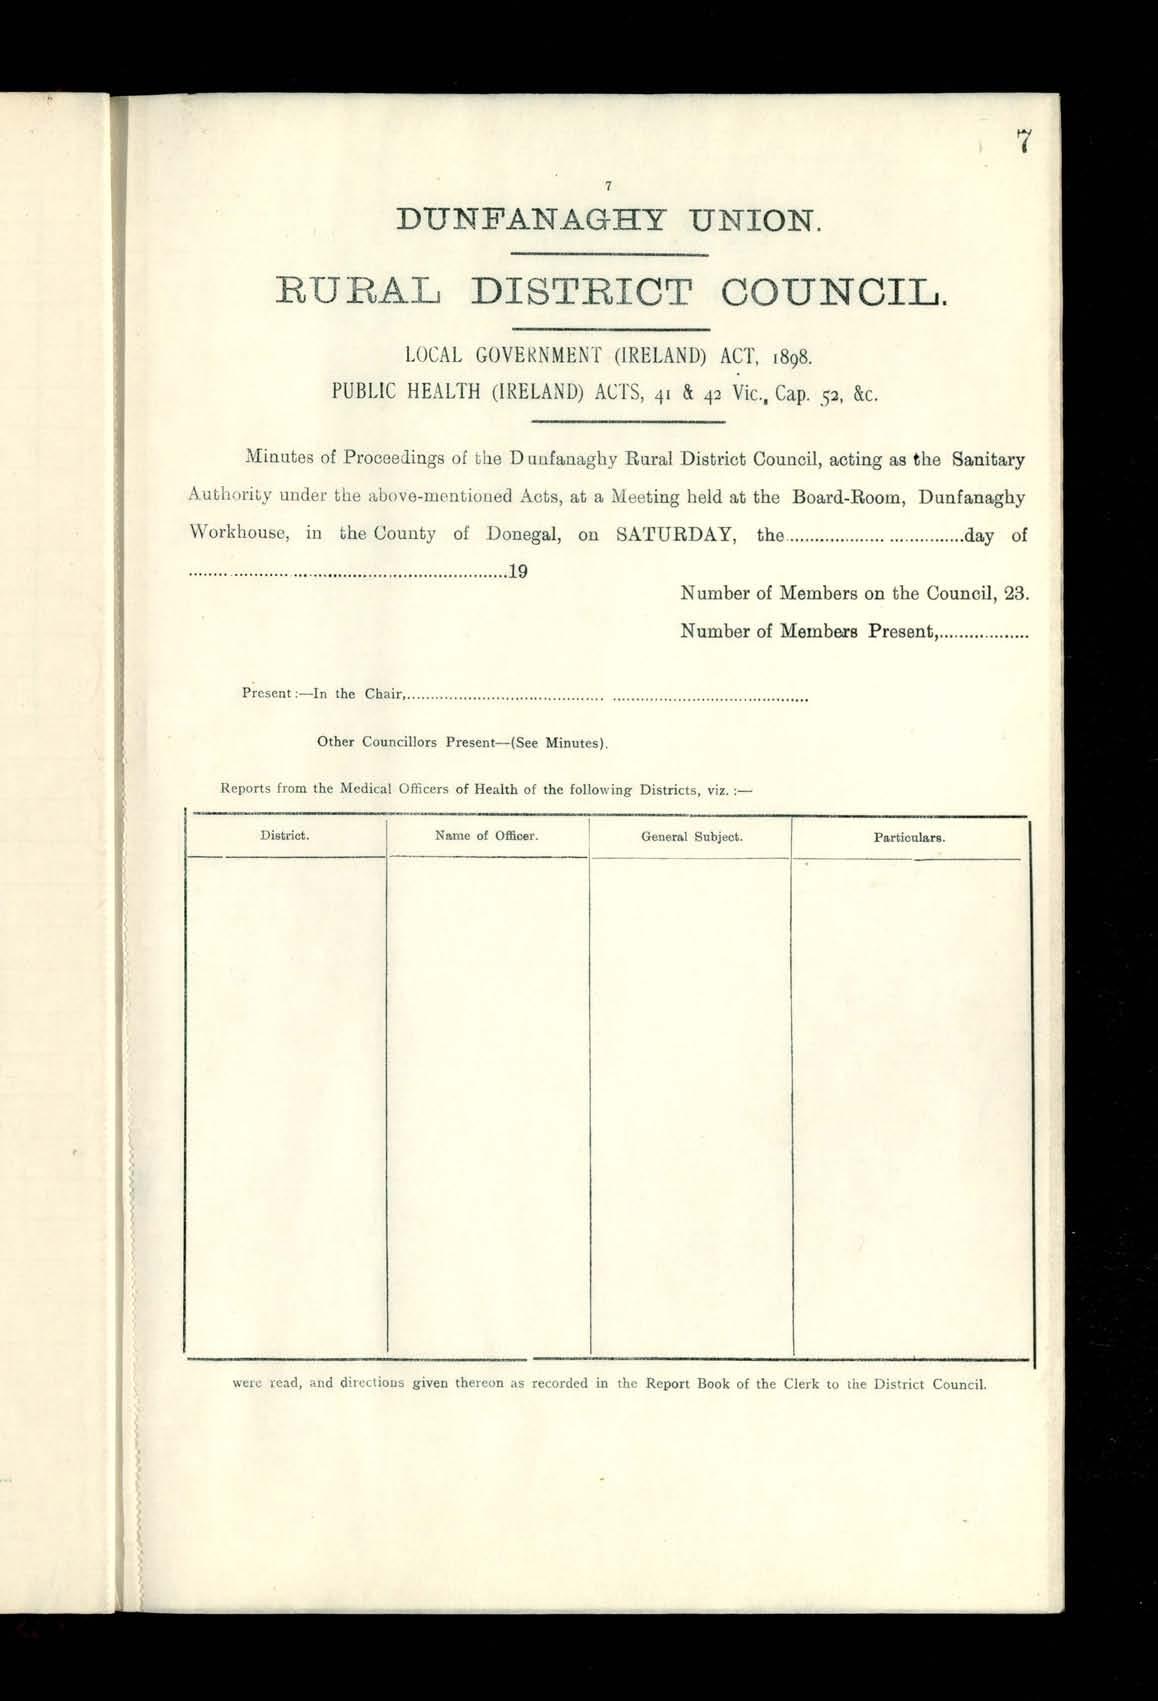 7
7
DUNFANAGHY UNION.
RURAL DISTRICT COUNCIL.
LOCAL GOVERNMENT (IRELAND) ACT, 1898.
PUBLIC HEALTH (IRELAND) ACTS, 41 & 42 Vic., Cap. 52, &c.
Minutes of Proceedings of the Dunfanaghy Rural District Council, acting as the Sanitary
Authority under the above-mentioned Acts, at a Meeting held at the Board-Room, Dunfanaghy
Workhouse, in the County of Donegal, on SATURDAY, the....................................day of
................................................................19
Number of Members on the Council, 23.
Number of Members Present,..................
Present:—In the Chair,................................................................................
Other Councillors Present—(See Minutes).
Reports from the Medical Officers of Health of the following Districts, viz. :—
District. Name of Officer. General Subject. Particulars.
were read, and directions given thereon as recorded in the Report Book of the Clerk to the District Council.